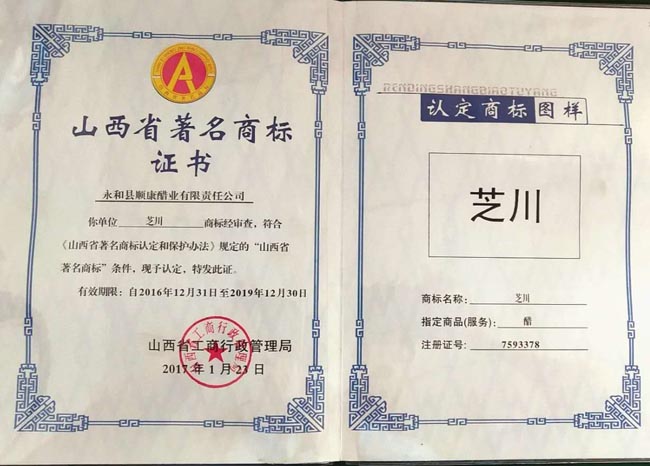 山西省著名商标
证书
永和县顺康醋业有限责任公司
你单位 芝川 商标经审查，符合
《山西省著名商标认定和保护办法》规定的“山西省
著名商标”条件，现予认定，特发此证。
有效期限：自2016年12月31日至2019年12月30日
山西省工商行政管理局
2017年1月23日
RENDINGSHANGBIAOTUYANG
认定商标图样
芝川
商标名称： 芝川
指定商品(服务)： 醋
注册证号： 7593378